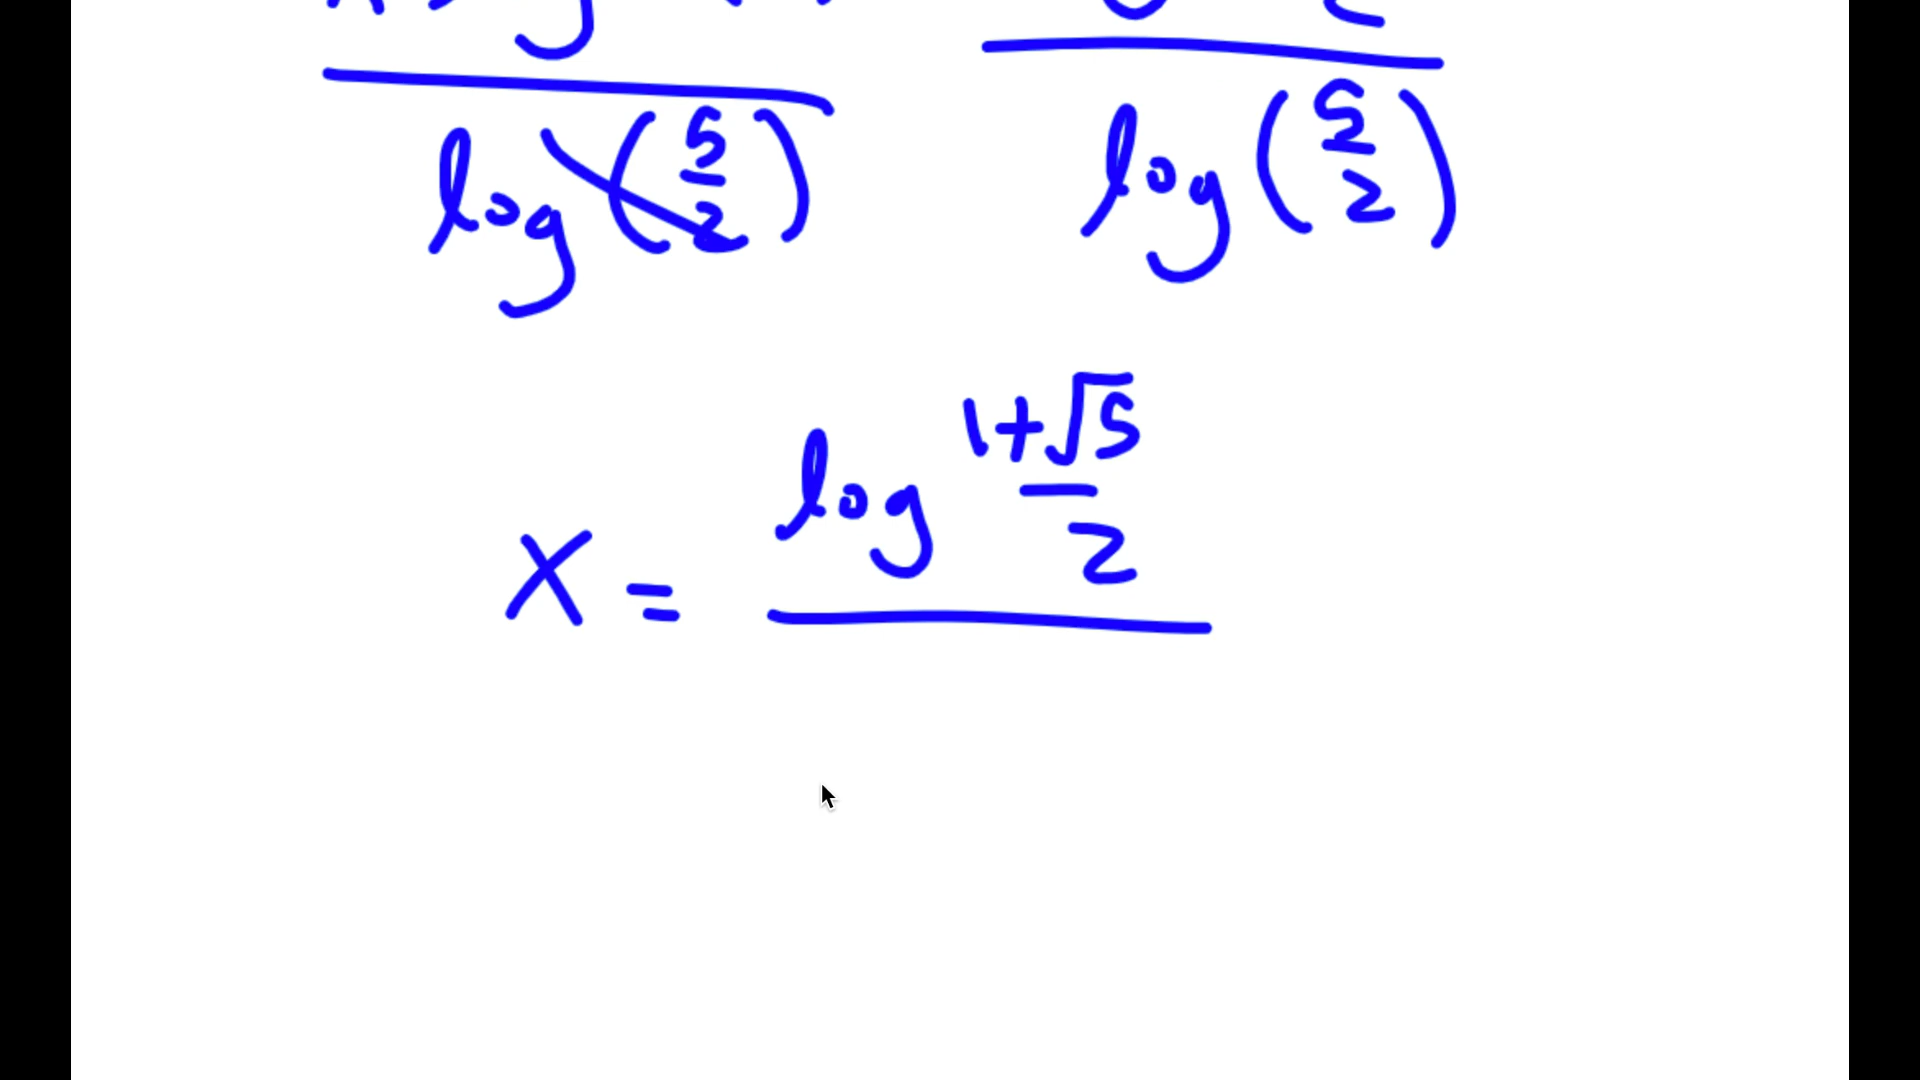 log(5/2) log(5/2)
x = log 1+√5/2